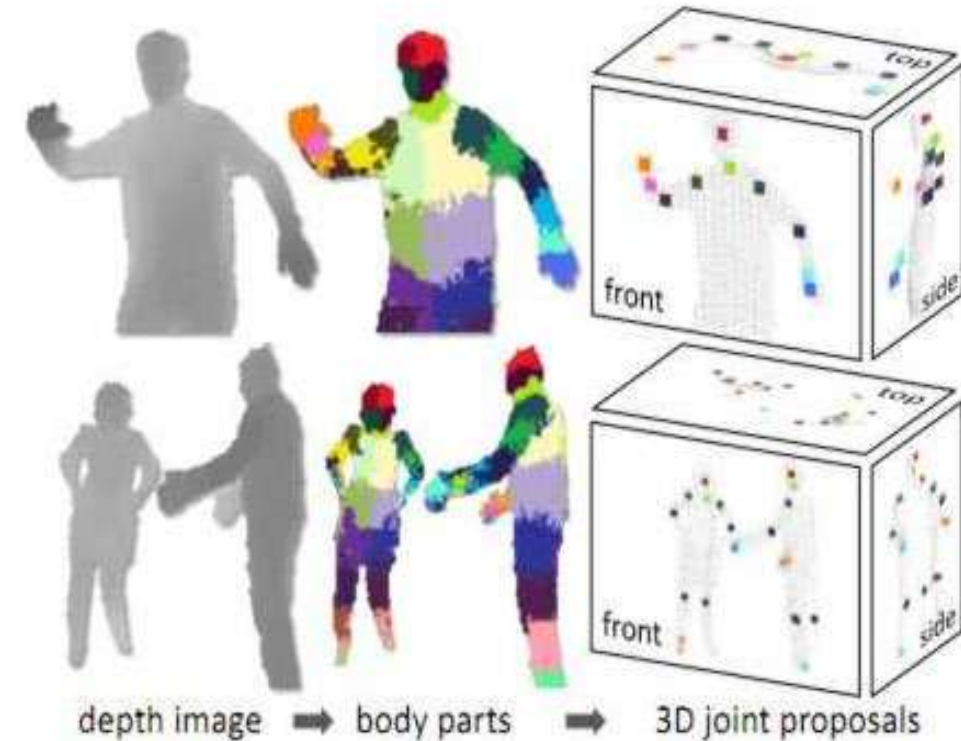 top
front
side
top
front
side
depth image ➡ body parts ➡ 3D joint proposals